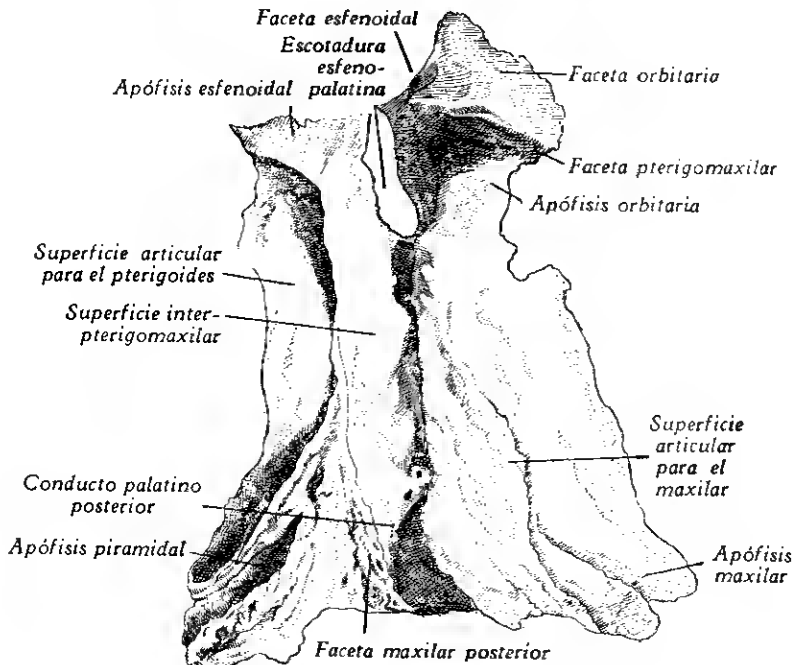 Faceta esfenoidal
Escotadura
esfeno-
palatina
Apófisis esfenoidal
Faceta orbitaria
Faceta pterigomaxilar
Apófisis orbitaria
Superficie articular
para el pterigoides
Superficie inter-
pterigomaxilar
Superficie
articular
para el
maxilar
Conducto palatino
posterior
Apófisis piramidal
Apófisis
maxilar
Faceta maxilar posterior